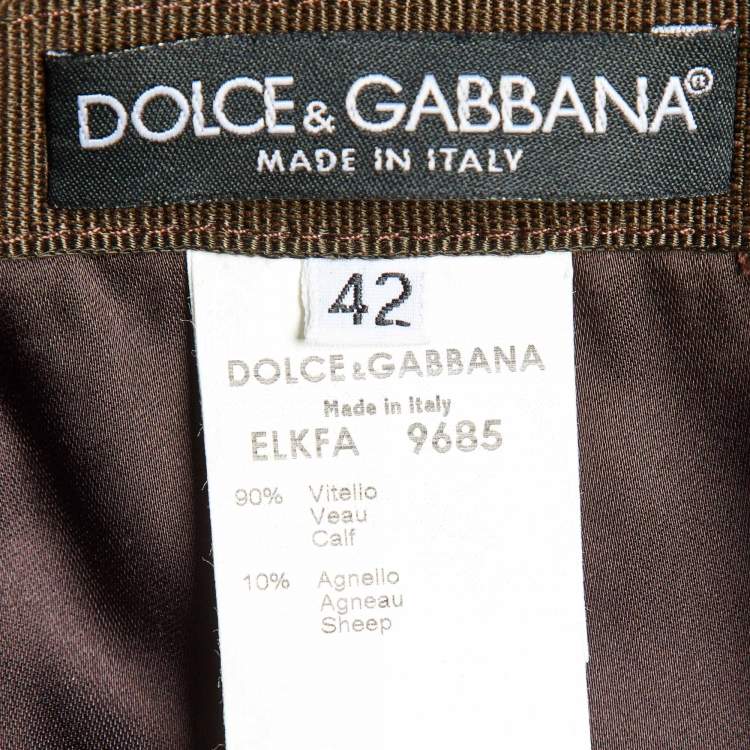 DOLCE & GABBANA®
MADE IN ITALY
42
DOLCE & GABBANA
Made in Italy
ELKFA 9685
90% Vitello
Veau
Calf
10% Agnello
Agneau
Sheep